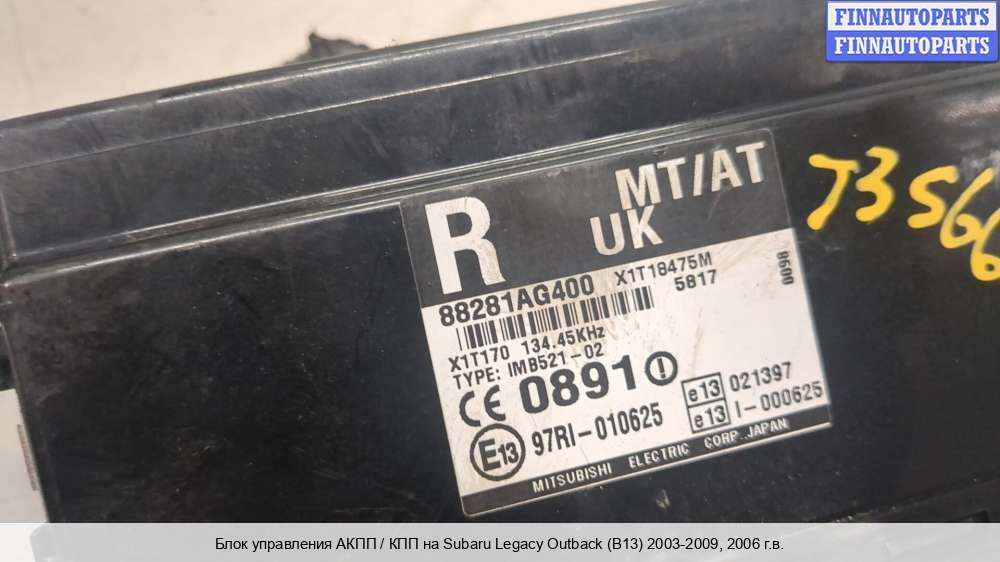 FINNAUTOPARTS
FINNAUTOPARTS
R
MT/AT
UK
J3566
88281AG400 X1T18475M
5817
8600
X1T170 134.45KHz
TYPE: IMB521-02
CE 0891
E13 97RI-010625
e13 021397
e13 I-000625
MITSUBISHI ELECTRIC CORP. JAPAN
Блок управления АКПП / КПП на Subaru Legacy Outback (B13) 2003-2009, 2006 г.в.